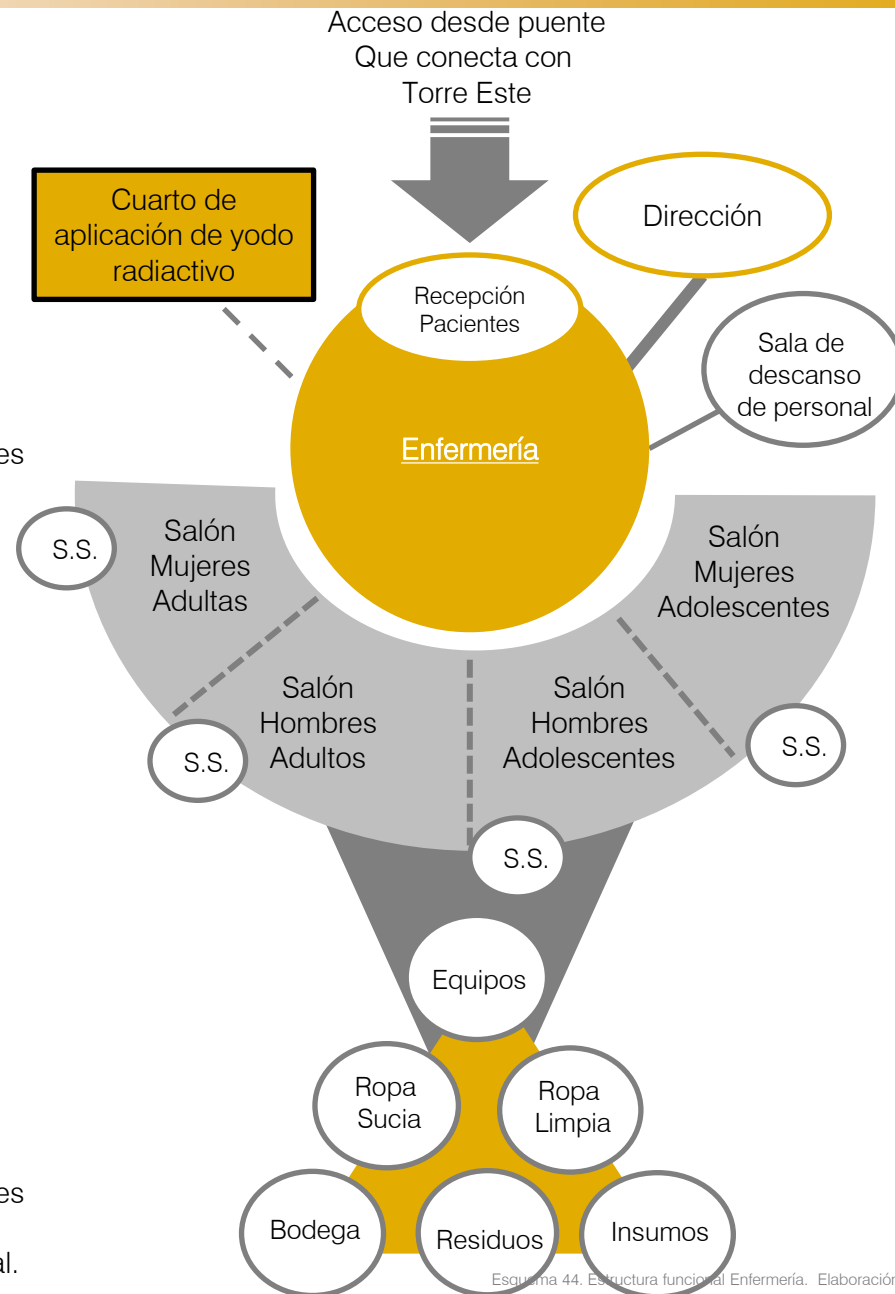 Acceso desde puente
Que conecta con
Torre Este
Cuarto de
aplicación de yodo
radiactivo
Dirección
Recepción
Pacientes
Sala de
descanso
de personal
Enfermería
es
S.S.
Salón
Mujeres
Adultas
Salón
Mujeres
Adolescentes
Salón
Hombres
Adultos
Salón
Hombres
Adolescentes
S.S.
S.S.
S.S.
Equipos
Ropa
Sucia
Ropa
Limpia
es
Bodega
Residuos
Insumos
al.
Esquema 44. Estructura funcional Enfermería. Elaboración